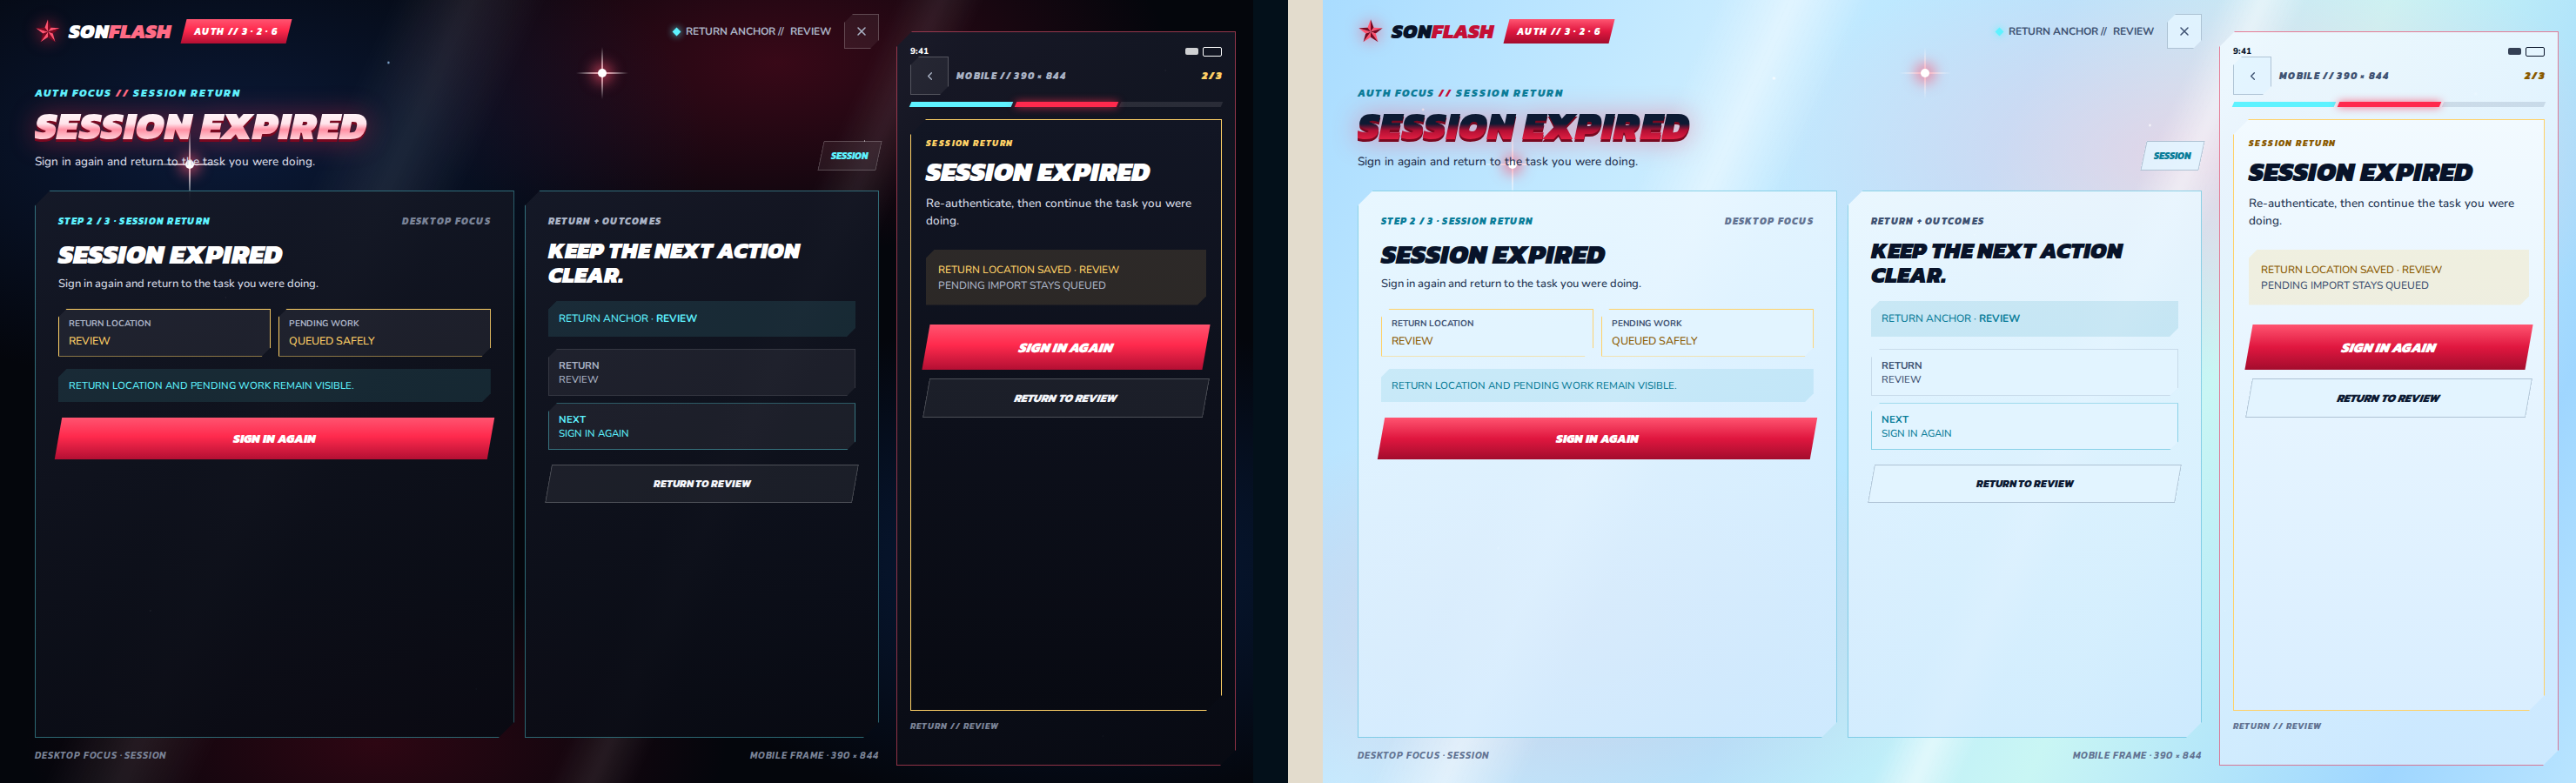 SONFLASH
AUTH // 3 · 2 · 6
RETURN ANCHOR // REVIEW
AUTH FOCUS // SESSION RETURN
SESSION EXPIRED
Sign in again and return to the task you were doing.
SESSION
STEP 2 / 3 · SESSION RETURN
DESKTOP FOCUS
SESSION EXPIRED
Sign in again and return to the task you were doing.
RETURN LOCATION
REVIEW
PENDING WORK
QUEUED SAFELY
RETURN LOCATION AND PENDING WORK REMAIN VISIBLE.
SIGN IN AGAIN
RETURN + OUTCOMES
KEEP THE NEXT ACTION
CLEAR.
RETURN ANCHOR · REVIEW
RETURN
REVIEW
NEXT
SIGN IN AGAIN
RETURN TO REVIEW
DESKTOP FOCUS · SESSION
MOBILE FRAME · 390 × 844
9:41
MOBILE // 390 × 844
2/3
SESSION RETURN
SESSION EXPIRED
Re-authenticate, then continue the task you were
doing.
RETURN LOCATION SAVED · REVIEW
PENDING IMPORT STAYS QUEUED
SIGN IN AGAIN
RETURN TO REVIEW
RETURN // REVIEW
SONFLASH
AUTH // 3 · 2 · 6
RETURN ANCHOR // REVIEW
AUTH FOCUS // SESSION RETURN
SESSION EXPIRED
Sign in again and return to the task you were doing.
SESSION
STEP 2 / 3 · SESSION RETURN
DESKTOP FOCUS
SESSION EXPIRED
Sign in again and return to the task you were doing.
RETURN LOCATION
REVIEW
PENDING WORK
QUEUED SAFELY
RETURN LOCATION AND PENDING WORK REMAIN VISIBLE.
SIGN IN AGAIN
RETURN + OUTCOMES
KEEP THE NEXT ACTION
CLEAR.
RETURN ANCHOR · REVIEW
RETURN
REVIEW
NEXT
SIGN IN AGAIN
RETURN TO REVIEW
DESKTOP FOCUS · SESSION
MOBILE FRAME · 390 × 844
9:41
MOBILE // 390 × 844
2/3
SESSION RETURN
SESSION EXPIRED
Re-authenticate, then continue the task you were
doing.
RETURN LOCATION SAVED · REVIEW
PENDING IMPORT STAYS QUEUED
SIGN IN AGAIN
RETURN TO REVIEW
RETURN // REVIEW